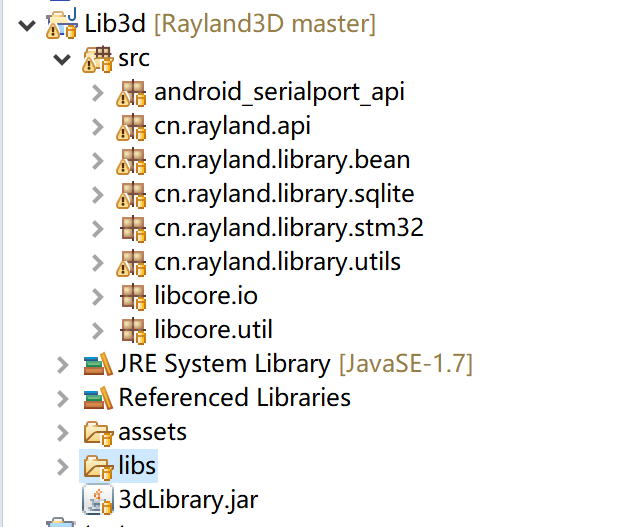 Lib3d [Rayland3D master]
src
android_serialport_api
cn.rayland.api
cn.rayland.library.bean
cn.rayland.library.sqlite
cn.rayland.library.stm32
cn.rayland.library.utils
libcore.io
libcore.util
JRE System Library [JavaSE-1.7]
Referenced Libraries
assets
libs
3dLibrary.jar